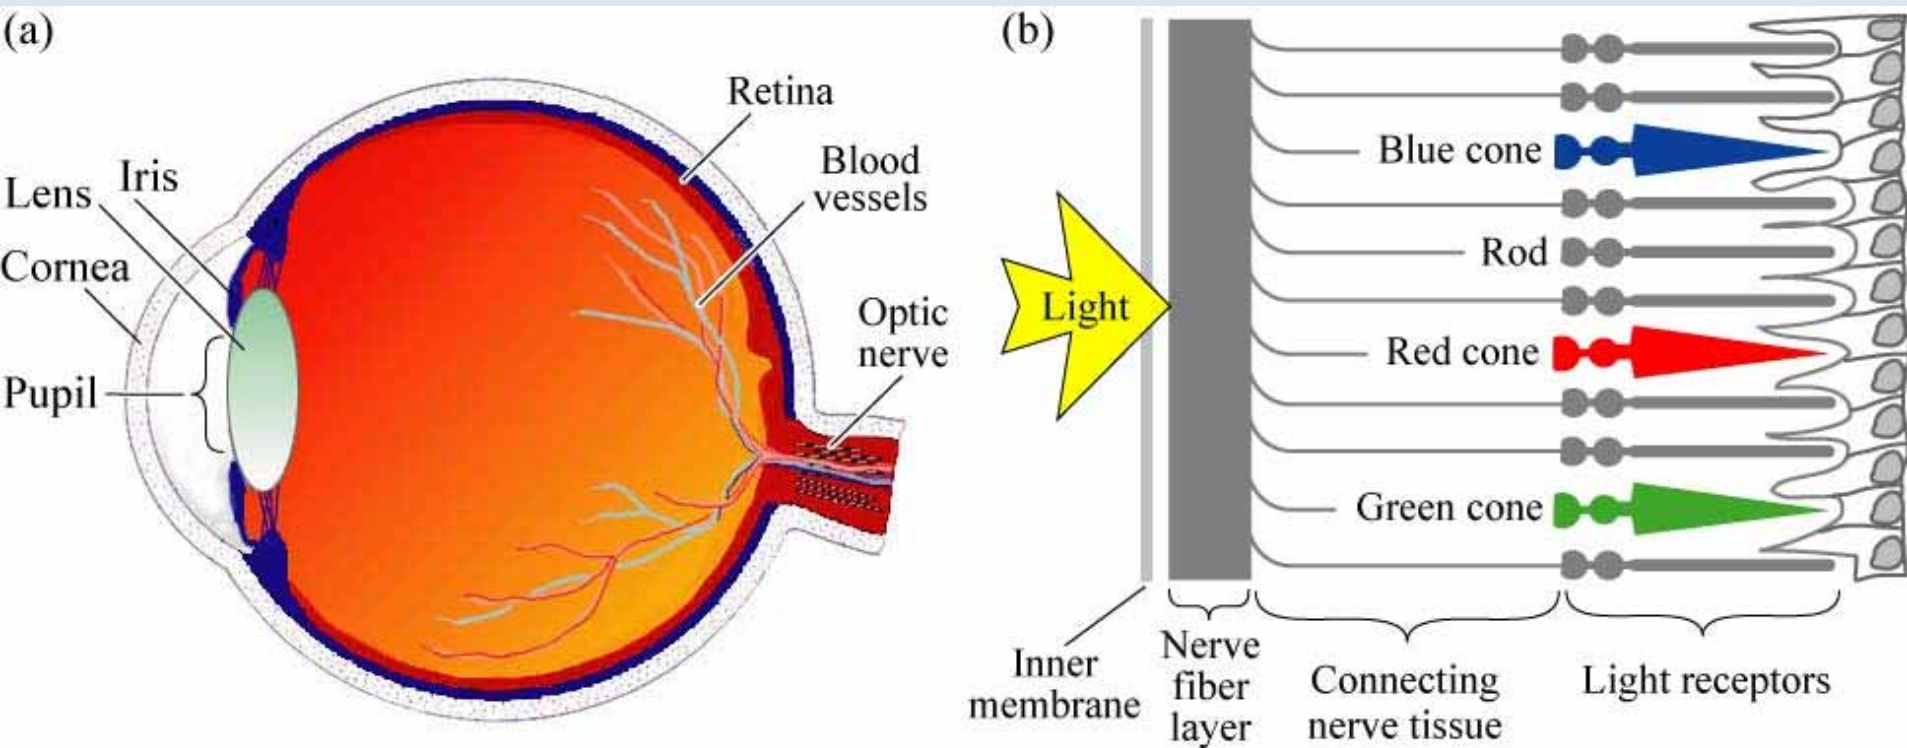 (a)
Retina
Blood
vessels
Iris
Lens
Cornea
Optic
nerve
Pupil
(b)
Blue cone
Rod
Light
Red cone
Green cone
Inner
membrane
Nerve
fiber
layer
Connecting
nerve tissue
Light receptors